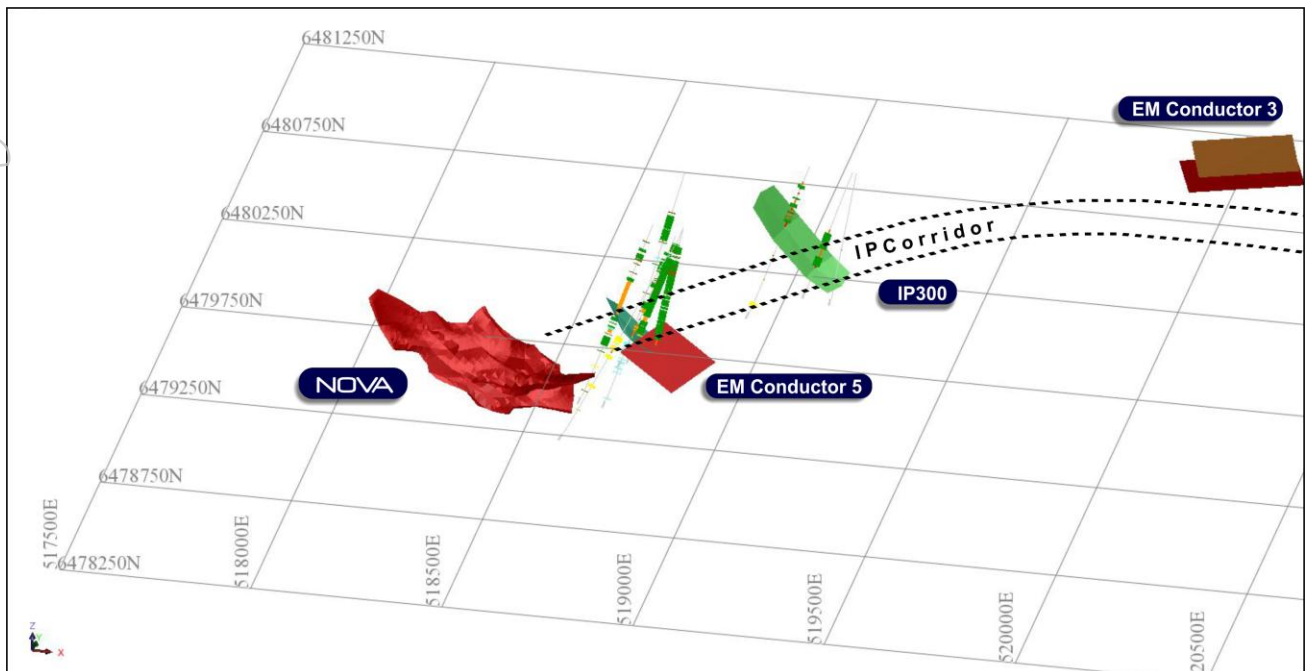 6481250N
EM Conductor 3
6480750N
6480250N
IPCorridor
IP300
6479750N
NOVA
EM Conductor 5
6479250N
6478750N
517500E
518000E
518500E
519000E
519500E
520000E
20500E
6478250N
Z
Y
X